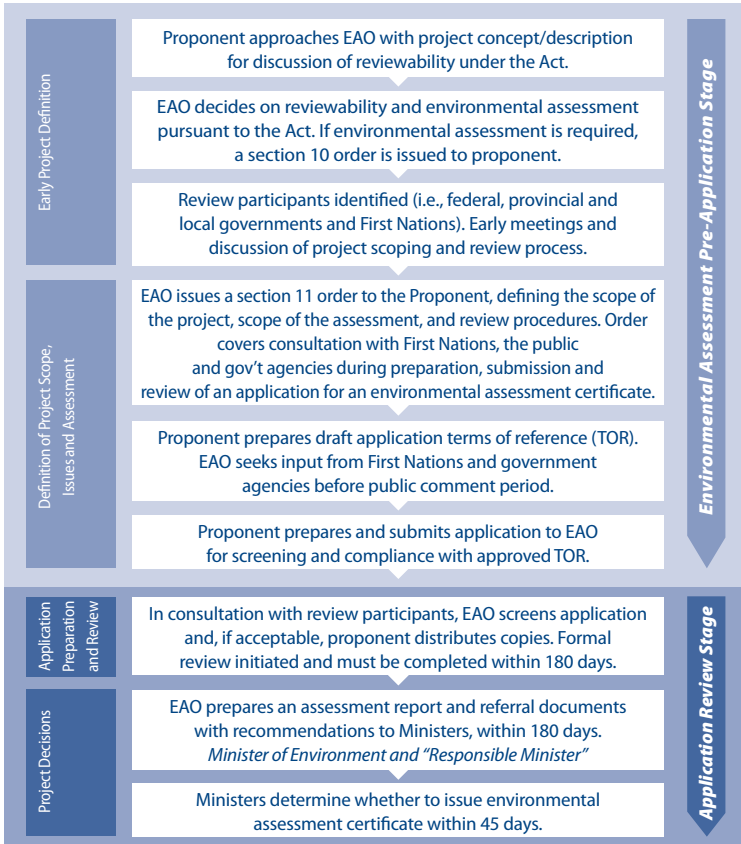 Early Project Definition
Proponent approaches EAO with project concept/description
for discussion of reviewability under the Act.
EAO decides on reviewability and environmental assessment
pursuant to the Act. If environmental assessment is required,
a section 10 order is issued to proponent.
Review participants identified (i.e., federal, provincial and
local governments and First Nations). Early meetings and
discussion of project scoping and review process.
Definition of Project Scope,
Issues and Assessment
EAO issues a section 11 order to the Proponent, defining the scope of
the project, scope of the assessment, and review procedures. Order
covers consultation with First Nations, the public
and gov't agencies during preparation, submission and
review of an application for an environmental assessment certificate.
Proponent prepares draft application terms of reference (TOR).
EAO seeks input from First Nations and government
agencies before public comment period.
Proponent prepares and submits application to EAO
for screening and compliance with approved TOR.
Environmental Assessment Pre-Application Stage
Application
Preparation
and Review
In consultation with review participants, EAO screens application
and, if acceptable, proponent distributes copies. Formal
review initiated and must be completed within 180 days.
Project Decisions
EAO prepares an assessment report and referral documents
with recommendations to Ministers, within 180 days.
Minister of Environment and “Responsible Minister”
Ministers determine whether to issue environmental
assessment certificate within 45 days.
Application Review Stage